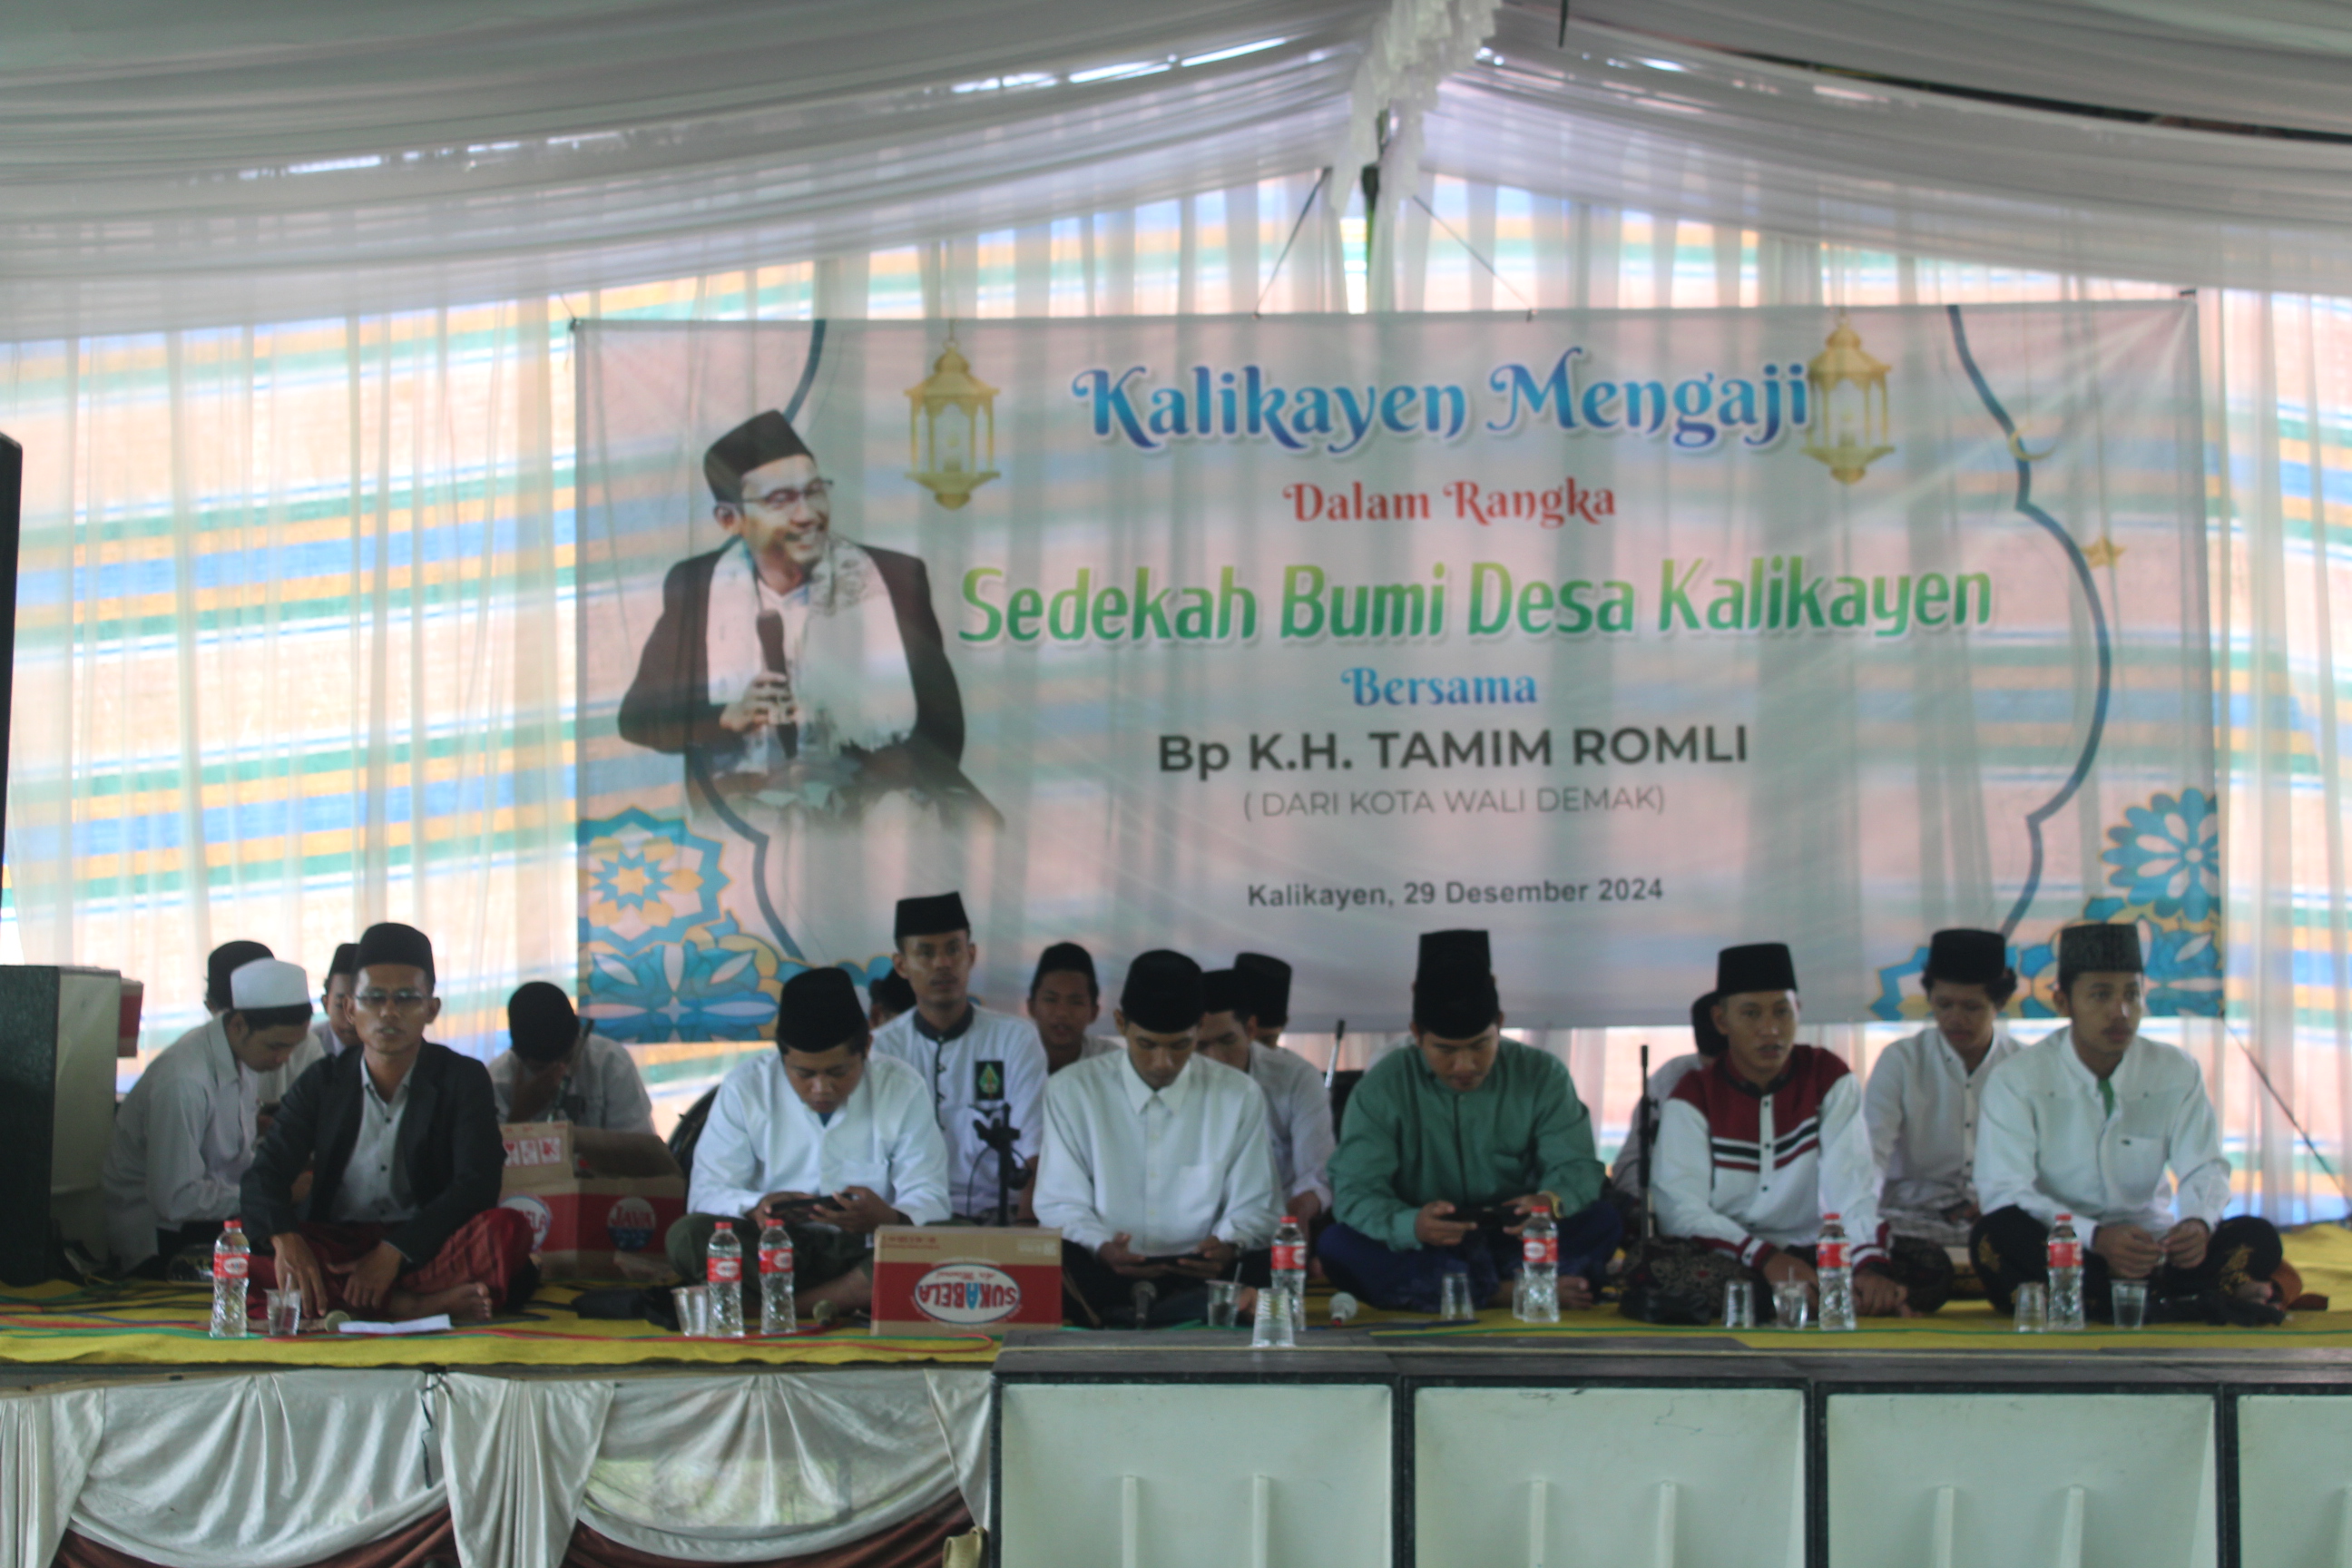 Kalikayen Mengaji
Dalam Rangka
Sedekah Bumi Desa Kalikayen
Bersama
Bp K.H. TAMIM ROMLI
( DARI KOTA WALI DEMAK)
Kalikayen, 29 Desember 2024
JAVA
SUKABELA